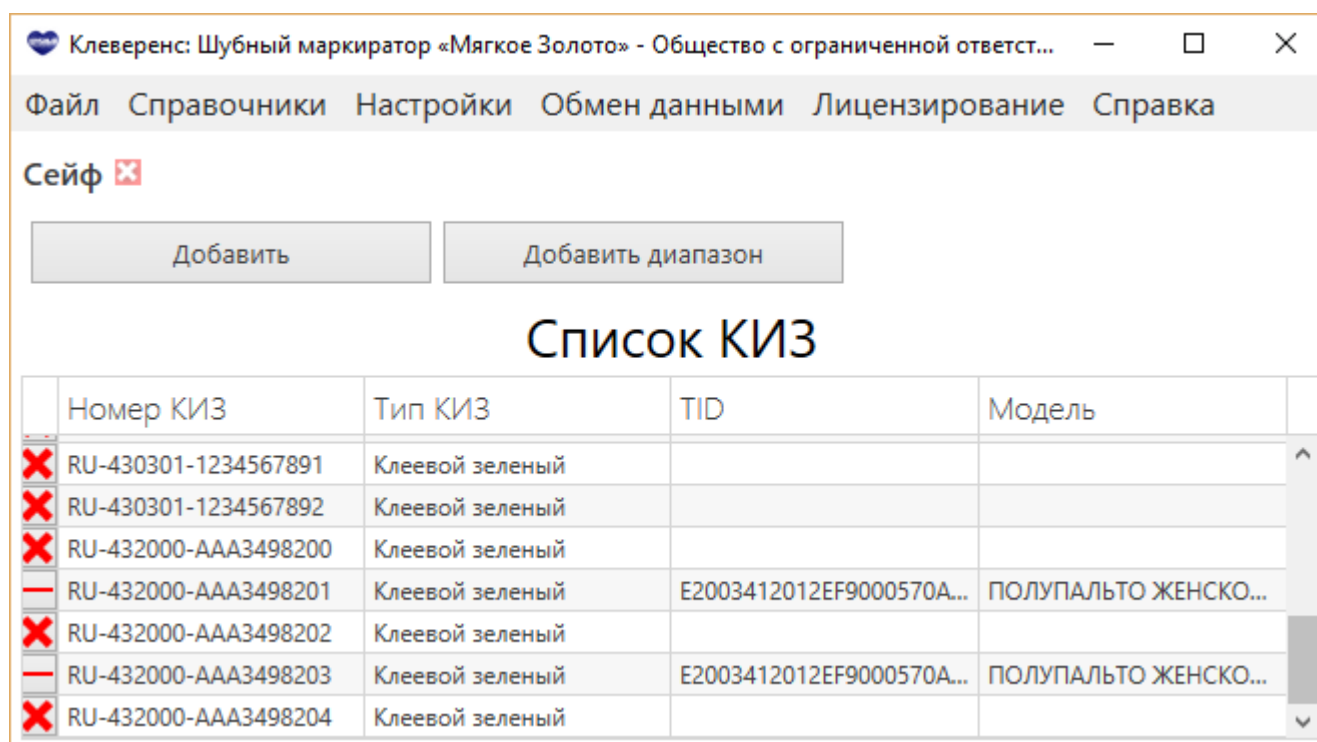 Клеверенс: Шубный маркиратор «Мягкое Золото» - Общество с ограниченной ответст...
Файл Справочники Настройки Обмен данными Лицензирование Справка
Сейф
Добавить Добавить диапазон
Список КИЗ
Номер КИЗ Тип КИЗ TID Модель
RU-430301-1234567891 Клеевой зеленый
RU-430301-1234567892 Клеевой зеленый
RU-432000-AAA3498200 Клеевой зеленый
RU-432000-AAA3498201 Клеевой зеленый E2003412012EF9000570A... ПОЛУПАЛЬТО ЖЕНСКО...
RU-432000-AAA3498202 Клеевой зеленый
RU-432000-AAA3498203 Клеевой зеленый E2003412012EF9000570A... ПОЛУПАЛЬТО ЖЕНСКО...
RU-432000-AAA3498204 Клеевой зеленый